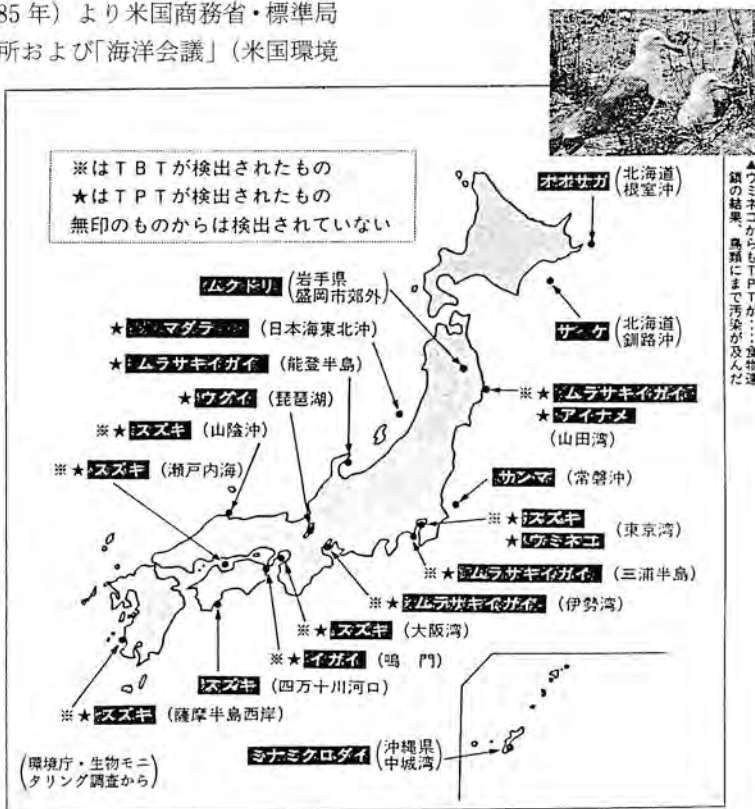 85年）より米国商務省・標準局
所および「海洋会議」（米国環境
※はＴＢＴが検出されたもの
★はＴＰＴが検出されたもの
無印のものからは検出されていない
オオサガ（北海道根室沖）
▲ウミネコからもＴＰＴが……食物連
鎖の結果、鳥類にまで汚染が及んだ
ムクドリ（岩手県盛岡市郊外）
★マダラ（日本海東北沖）
サケ（北海道釧路沖）
★ムラサキイガイ（能登半島）
★ウグイ（琵琶湖）
※★ムラサキイガイ
★アイナメ
（山田湾）
※★スズキ（山陰沖）
※★スズキ（瀬戸内海）
サンマ（常磐沖）
※★スズキ
★ウミネコ
（東京湾）
※★ムラサキイガイ（三浦半島）
※★ムラサキイガイ（伊勢湾）
※★スズキ（大阪湾）
※★イガイ（鳴 門）
スズキ（四万十川河口）
※★スズキ（薩摩半島西岸）
ミナミクロダイ（沖縄県中城湾）
（環境庁・生物モニ
タリング調査から）